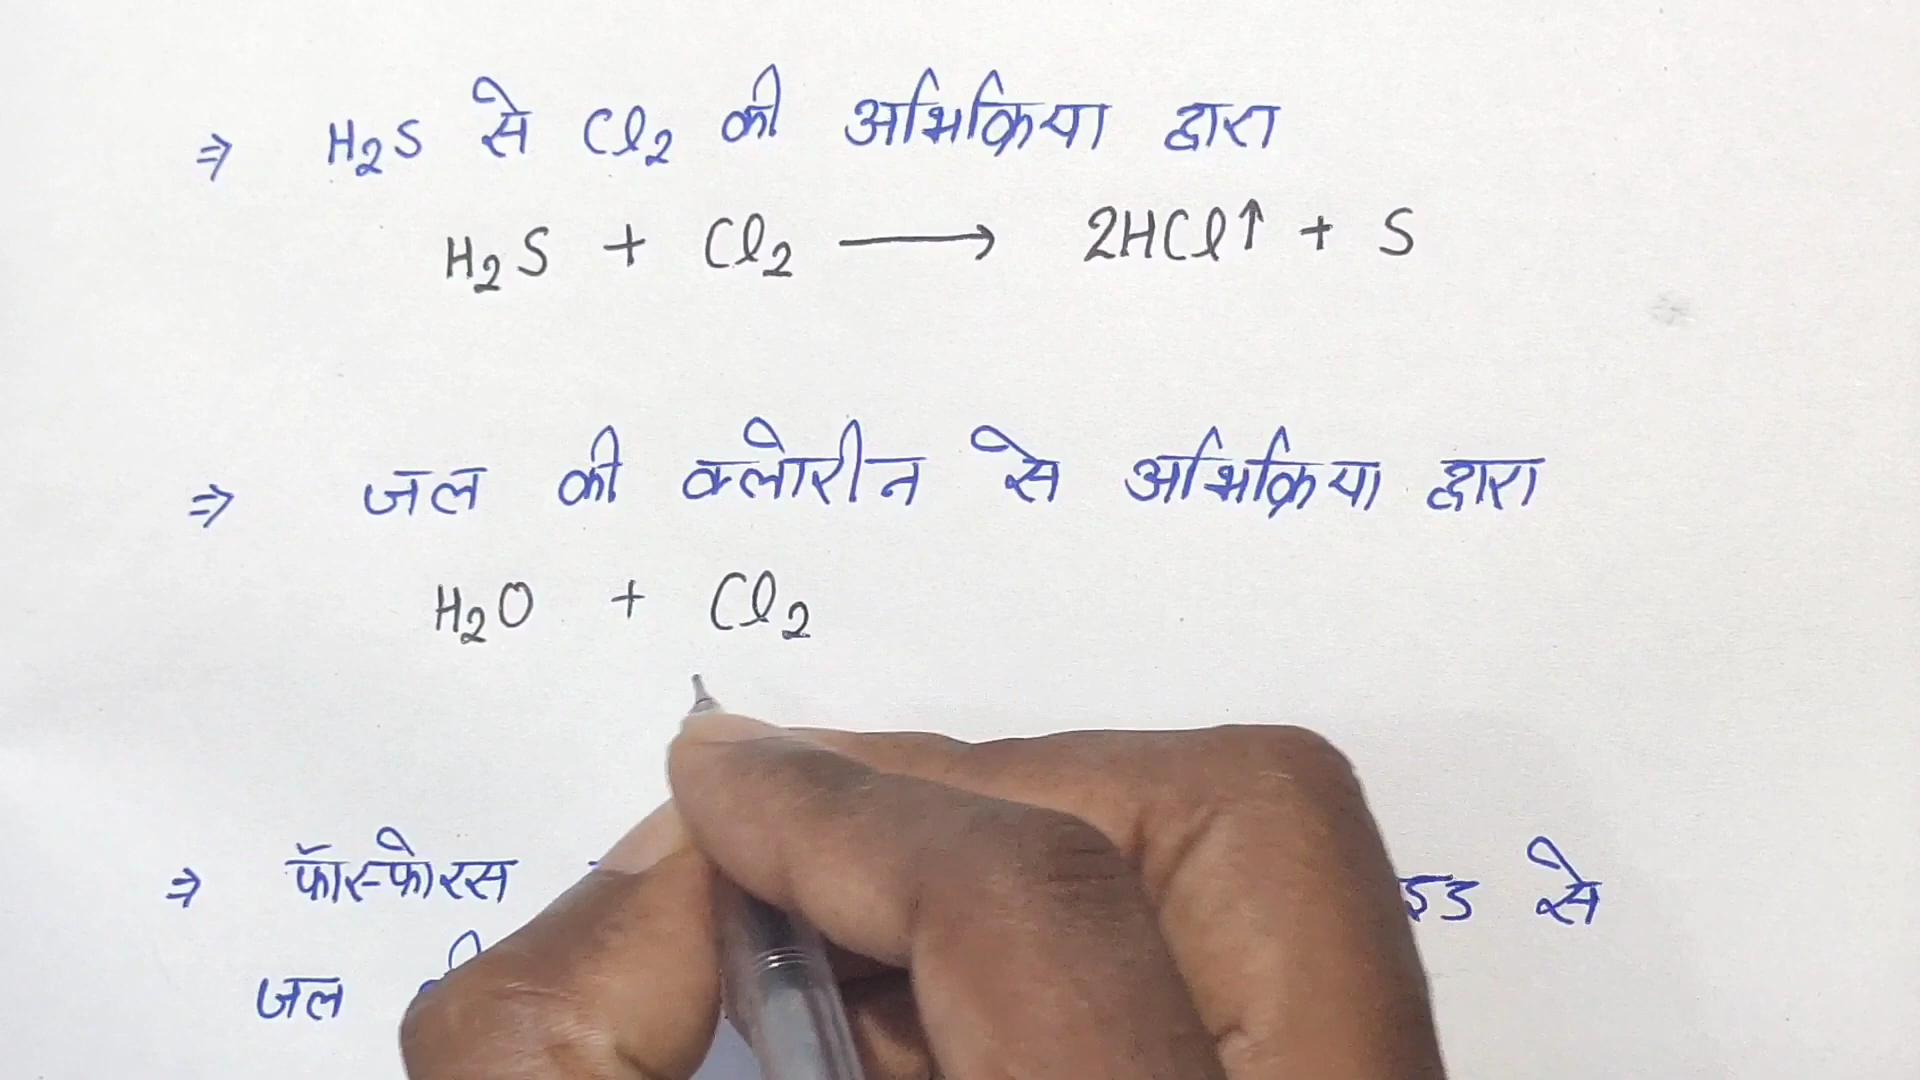 ⇒ H₂S से Cl₂ की अभिक्रिया द्वारा
H₂S + Cl₂ ⟶ 2HCl↑ + S
⇒ जल की क्लोरीन से अभिक्रिया द्वारा
H₂O + Cl₂
⇒ फॉस्फोरस से
जल